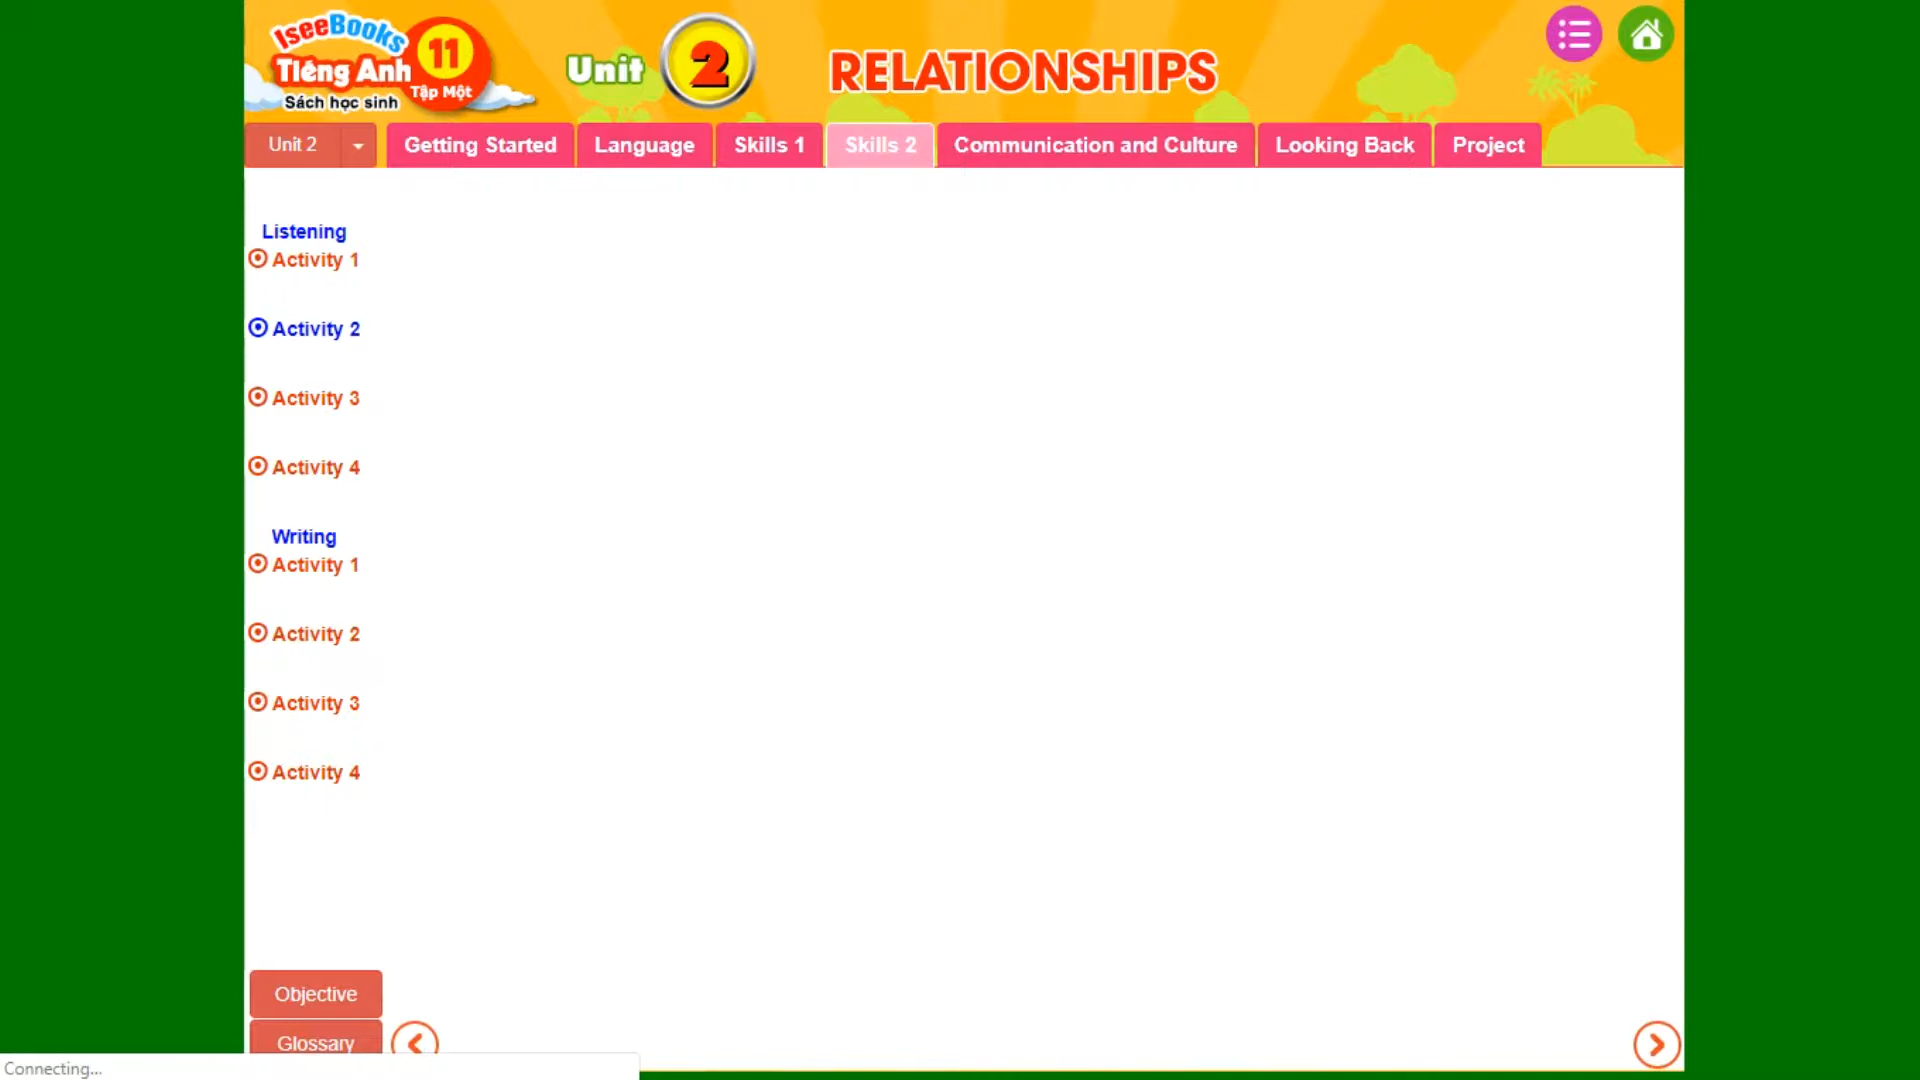 IseeBooks
Tiếng Anh 11
Tập Một
Sách học sinh
Unit 2
RELATIONSHIPS
Unit 2
Getting Started
Language
Skills 1
Skills 2
Communication and Culture
Looking Back
Project
Listening
Activity 1
Activity 2
Activity 3
Activity 4
Writing
Activity 1
Activity 2
Activity 3
Activity 4
Objective
Glossary
Connecting...